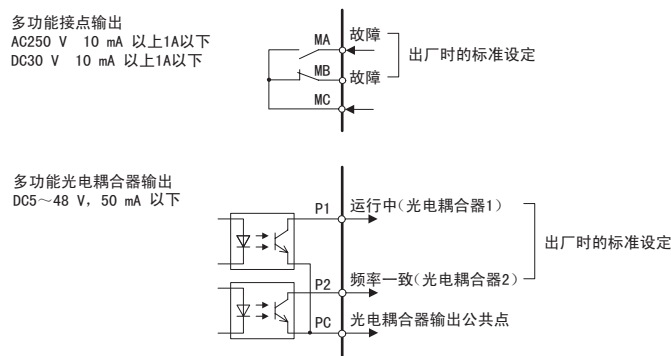 多功能接点输出
AC250 V  10 mA 以上1A以下
DC30 V  10 mA 以上1A以下
MA 故障
MB 故障
出厂时的标准设定
MC
多功能光电耦合器输出
DC5～48 V，50 mA 以下
P1 运行中(光电耦合器1)
出厂时的标准设定
P2 频率一致(光电耦合器2)
PC 光电耦合器输出公共点